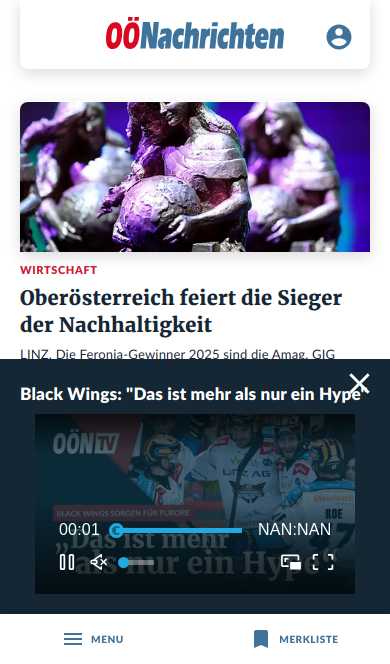 OÖNachrichten
WIRTSCHAFT
Oberösterreich feiert die Sieger
der Nachhaltigkeit
LINZ. Die Feronia-Gewinner 2025 sind die Amag, GIG
Black Wings: "Das ist mehr als nur ein Hype"
OÖN TV
BLACK WINGS SORGEN FÜR FURORE
00:01
NAN:NAN
„Das ist mehr
als nur ein Hype"
MENU
MERKLISTE